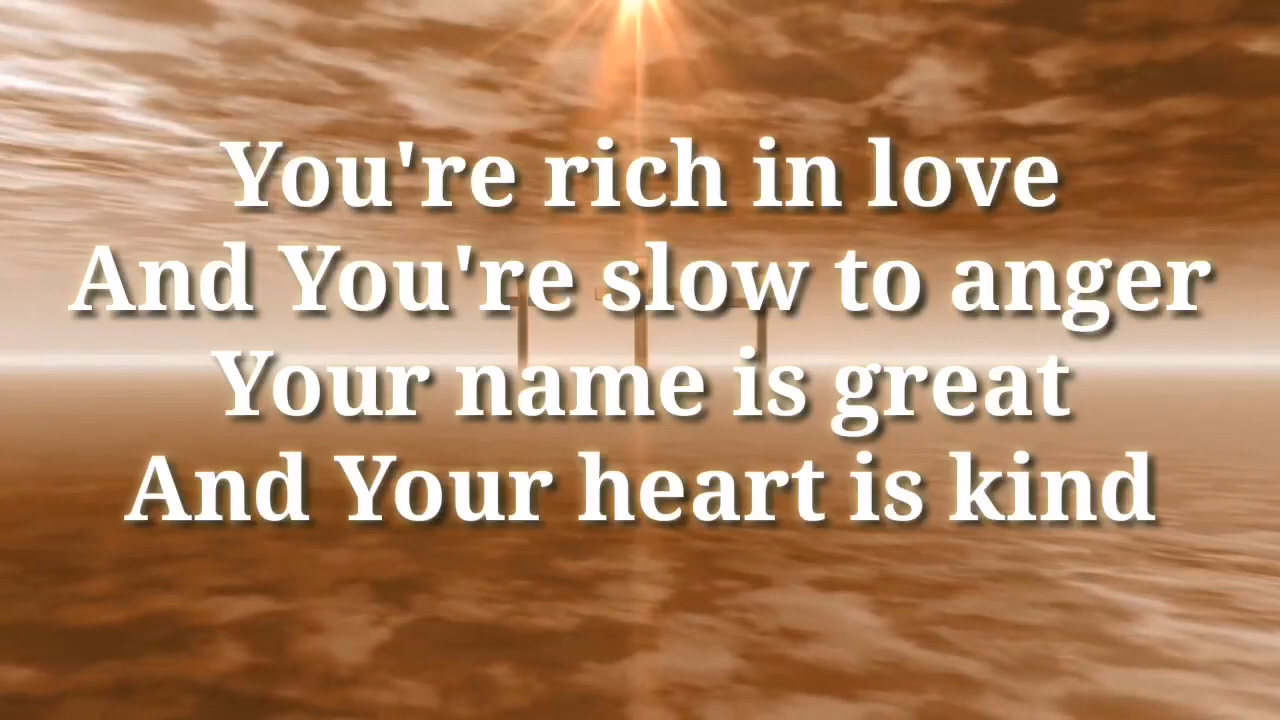 You're rich in love
And You're slow to anger
Your name is great
And Your heart is kind